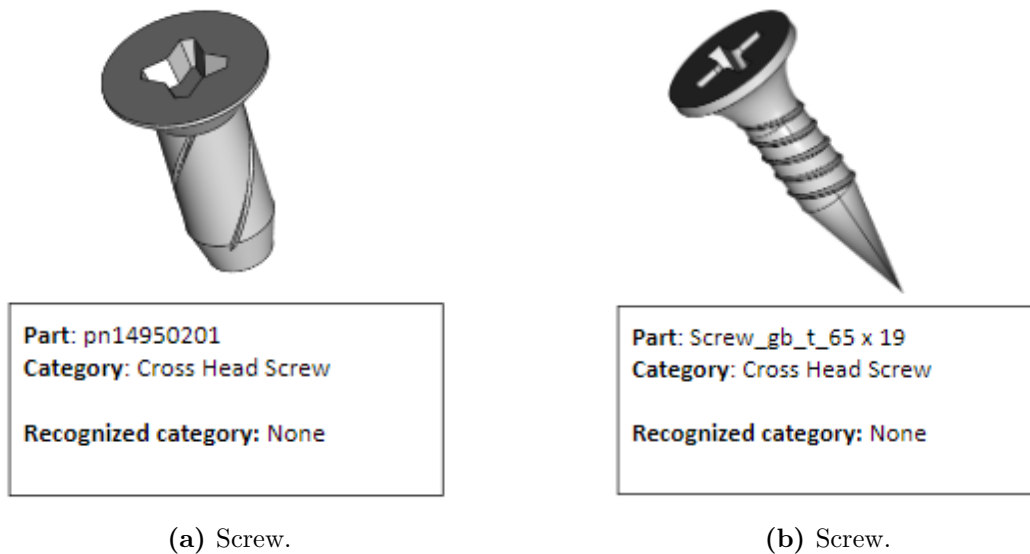 Part: pn14950201
Category: Cross Head Screw
Recognized category: None
(a) Screw.
Part: Screw_gb_t_65 x 19
Category: Cross Head Screw
Recognized category: None
(b) Screw.